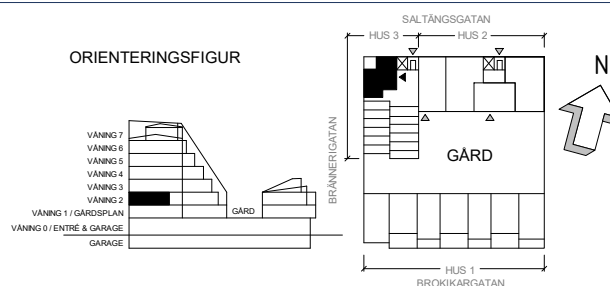 ORIENTERINGSFIGUR
VÅNING 7
VÅNING 6
VÅNING 5
VÅNING 4
VÅNING 3
VÅNING 2
VÅNING 1 / GÅRDSPLAN
GÅRD
VÅNING 0 / ENTRÉ & GARAGE
GARAGE
SALTÄNGSGATAN
HUS 3
HUS 2
BRÄNNERIGATAN
GÅRD
HUS 1
BROKIKARGATAN
N